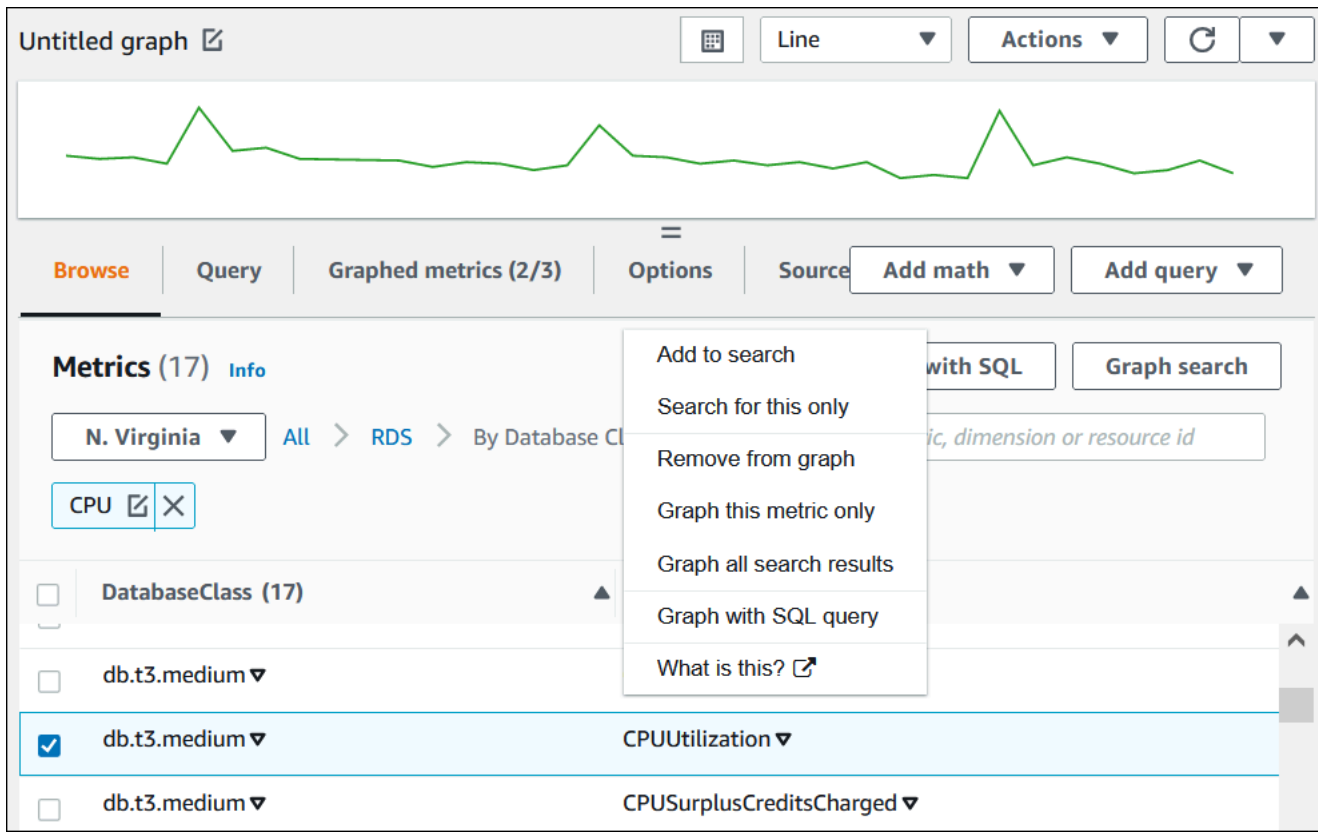 Untitled graph
Line
Actions
Browse
Query
Graphed metrics (2/3)
Options
Source
Add math
Add query
Metrics (17) Info
with SQL
Graph search
N. Virginia
All > RDS > By Database Cl
ic, dimension or resource id
CPU
Add to search
Search for this only
Remove from graph
Graph this metric only
Graph all search results
Graph with SQL query
What is this?
DatabaseClass (17)
db.t3.medium
db.t3.medium CPUUtilization
db.t3.medium CPUSurplusCreditsCharged